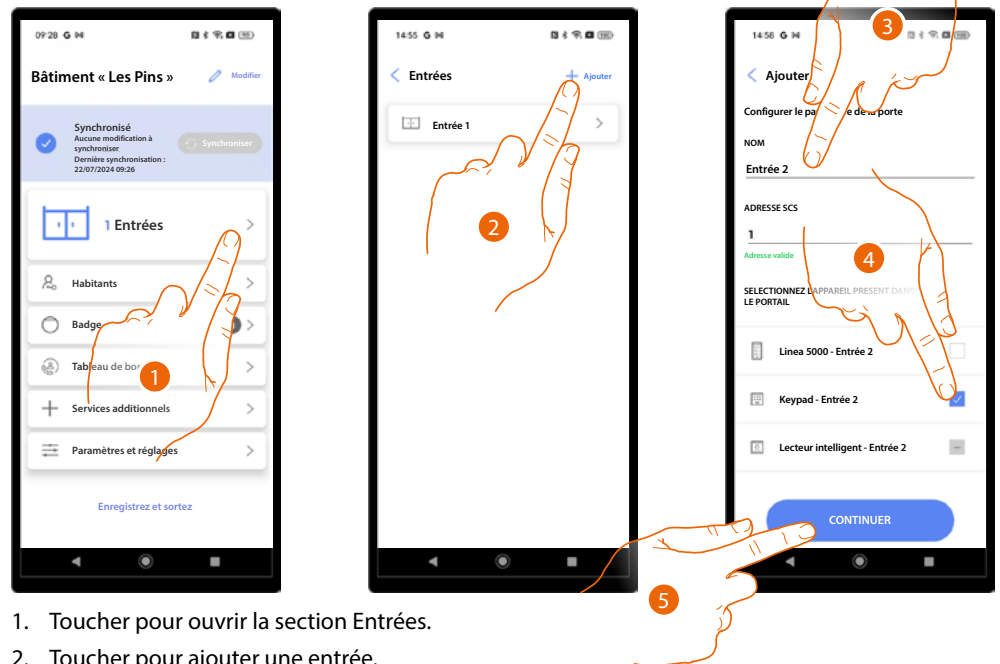 09:28 G
Bâtiment « Les Pins »
Modifier
Synchronisé
Aucune modification à
synchroniser
Dernière synchronisation :
22/07/2024 09:26
Synchroniser
1 Entrées
Habitants
Badge
Tableau de
Services additionnels
Paramètres et réglages
Enregistrez et sortez
1
14:55 G
Entrées
Ajouter
Entrée 1
2
14:58 G
3
Ajouter
Configurer le de la porte
NOM
Entrée 2
ADRESSE SCS
1
Adresse valide
4
SELECTIONNEZ L'APPAREIL PRESENT DANS
LE PORTAIL
Linea 5000 - Entrée 2
Keypad - Entrée 2
Lecteur intelligent - Entrée 2
CONTINUER
5
1. Toucher pour ouvrir la section Entrées.
2. Toucher pour ajouter une entrée.